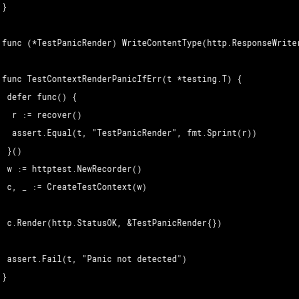 }
func (*TestPanicRender) WriteContentType(http.ResponseWriter
func TestContextRenderPanicIfErr(t *testing.T) {
defer func() {
r := recover()
assert.Equal(t, "TestPanicRender", fmt.Sprint(r))
}()
w := httptest.NewRecorder()
c, _ := CreateTestContext(w)
c.Render(http.StatusOK, &TestPanicRender{})
assert.Fail(t, "Panic not detected")
}